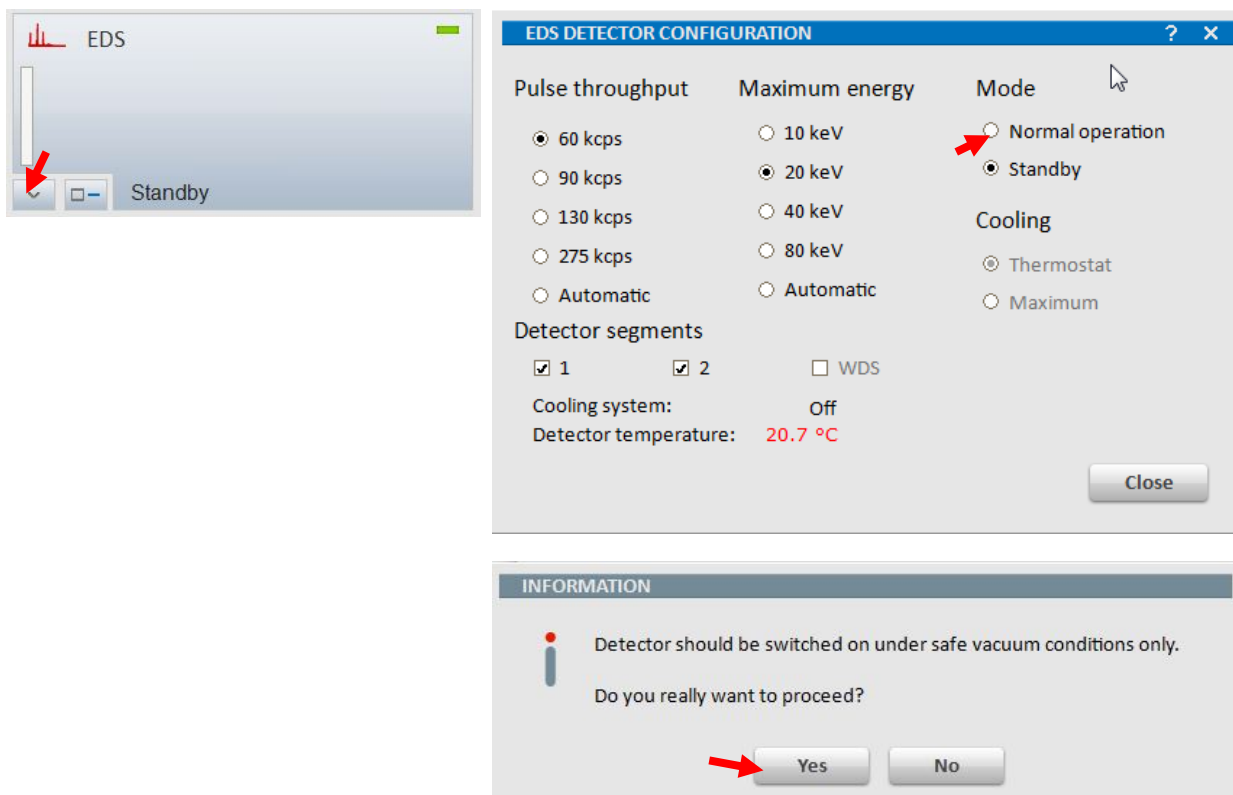 EDS
Standby
EDS DETECTOR CONFIGURATION ? X
Pulse throughput Maximum energy Mode
60 kcps 10 keV Normal operation
90 kcps 20 keV Standby
130 kcps 40 keV Cooling
275 kcps 80 keV Thermostat
Automatic Automatic Maximum
Detector segments
1 2 WDS
Cooling system: Off
Detector temperature: 20.7 °C
Close
INFORMATION
Detector should be switched on under safe vacuum conditions only.
Do you really want to proceed?
Yes No